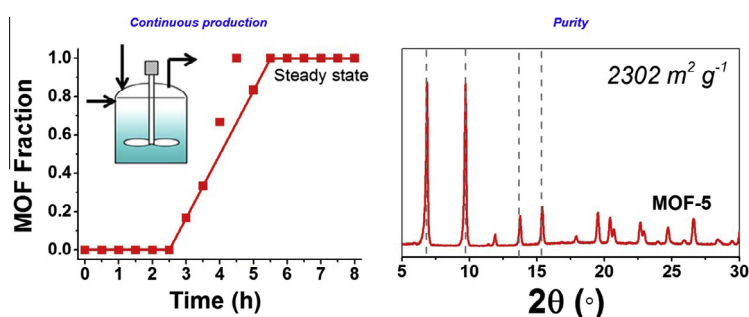 Continuous production
Purity
MOF Fraction
1.0
0.8
0.6
0.4
0.2
0.0
Steady state
0 1 2 3 4 5 6 7 8
Time (h)
2302 m² g⁻¹
MOF-5
5 10 15 20 25 30
2θ (◦)